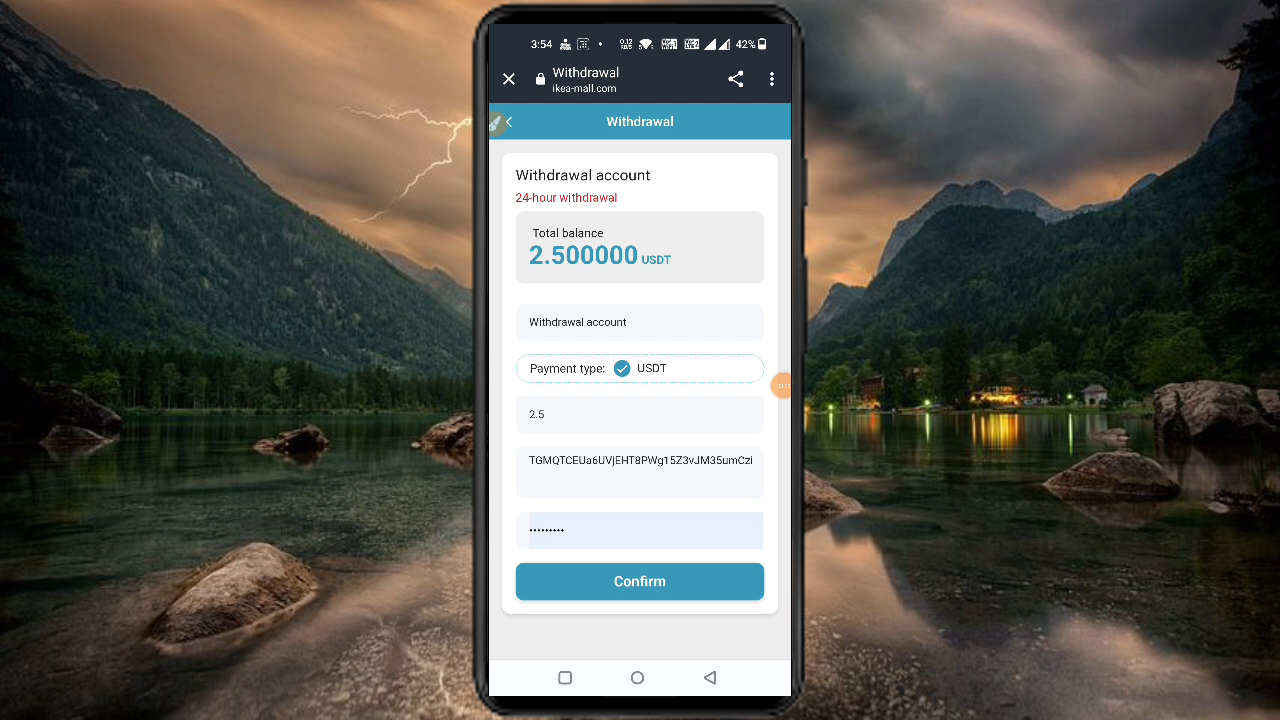 3:54
42%
Withdrawal
ikea-mall.com
Withdrawal
Withdrawal account
24-hour withdrawal
Total balance
2.500000 USDT
Withdrawal account
Payment type: USDT
2.5
TGMQTCEUa6UVjEHT8PWg15Z3vJM35umCzi
•••••••••
Confirm